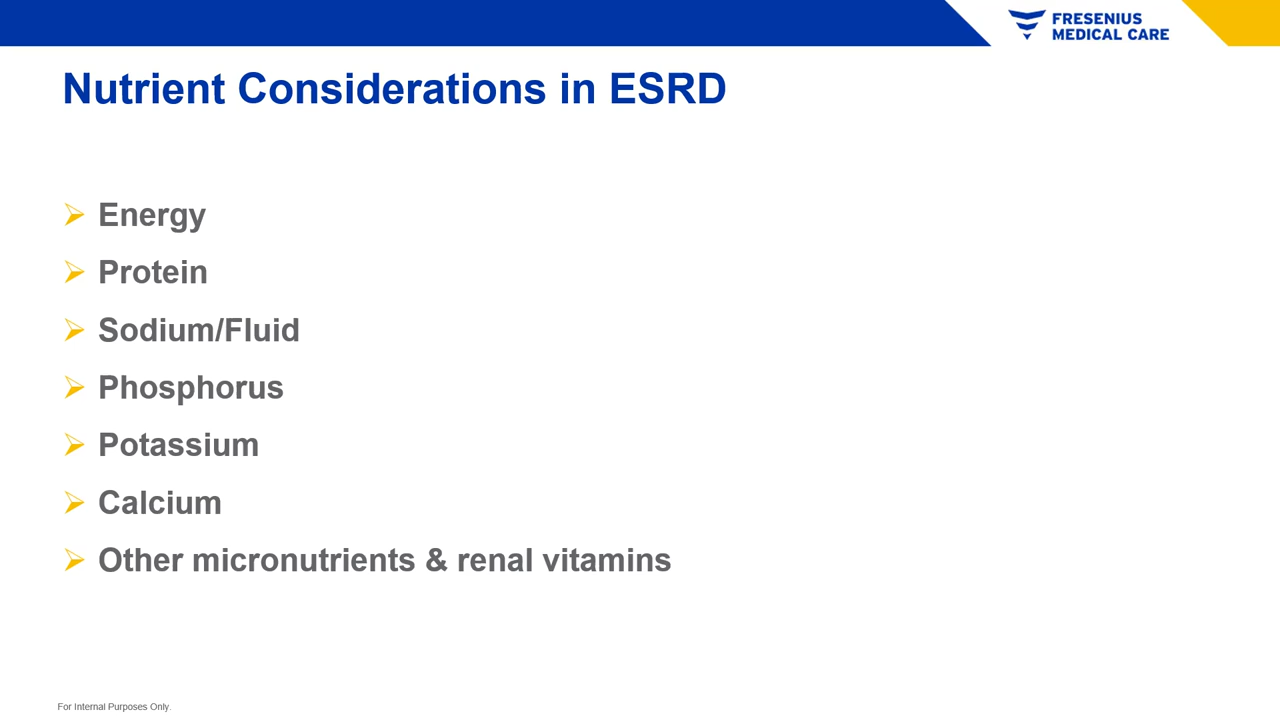 FRESENIUS
MEDICAL CARE
Nutrient Considerations in ESRD
Energy
Protein
Sodium/Fluid
Phosphorus
Potassium
Calcium
Other micronutrients & renal vitamins
For Internal Purposes Only.